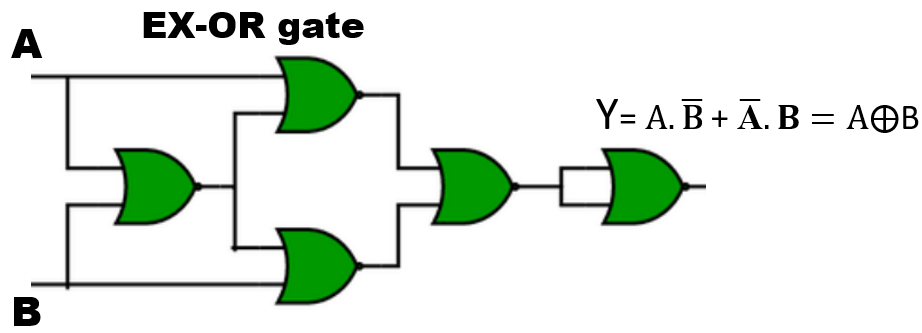 EX-OR gate
A
Y= A. B̅ + A̅. B = A⊕B
B